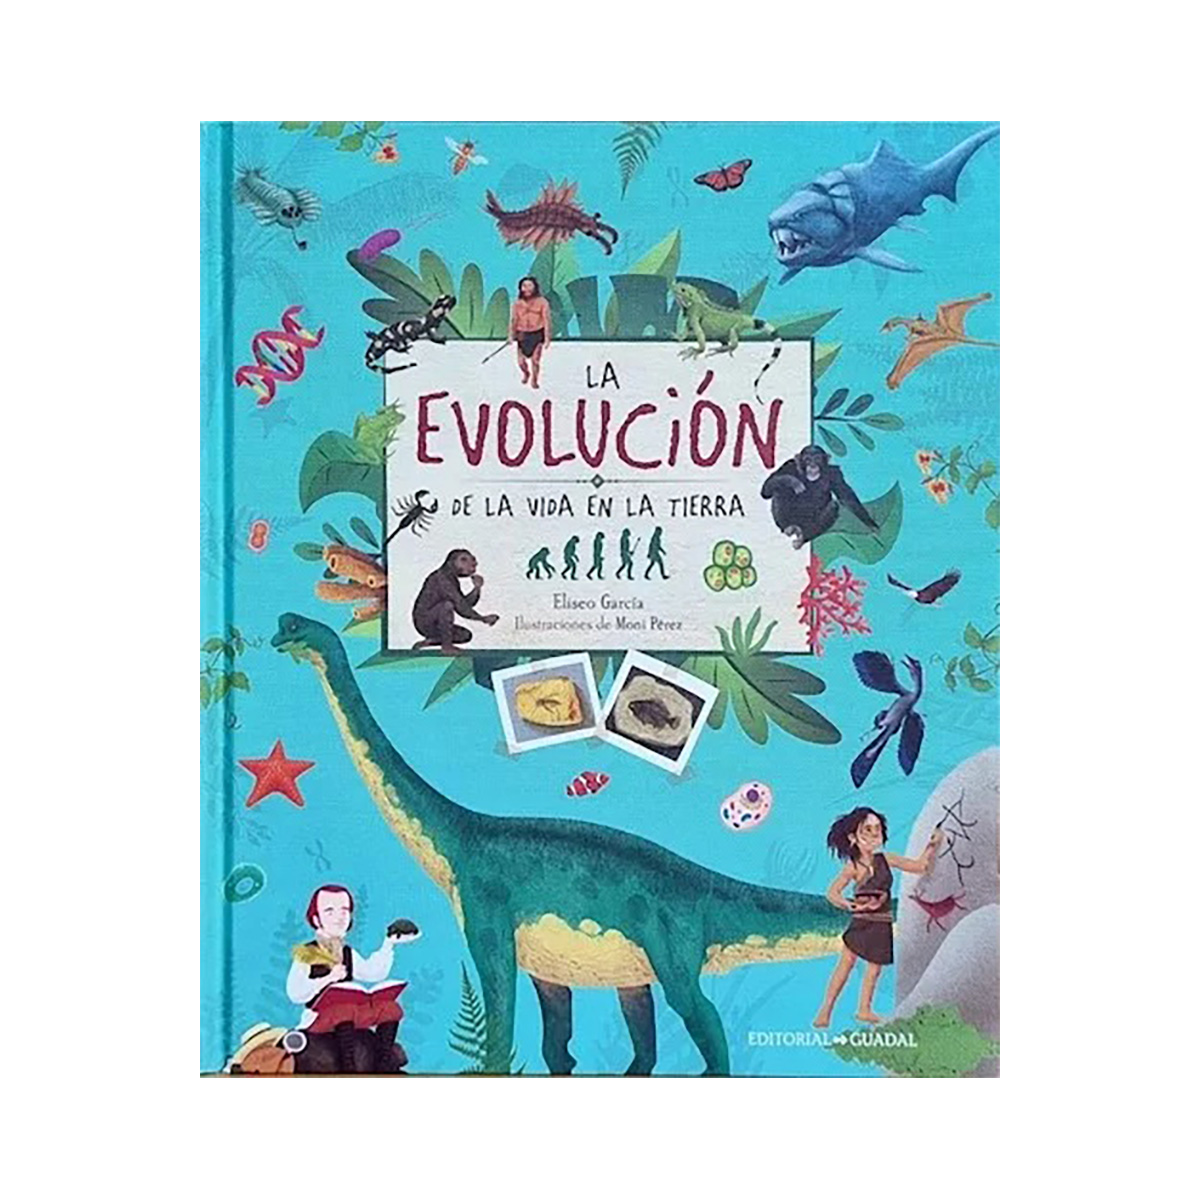 LA
EVOLUCiÓN
DE LA VIDA EN LA TIERRA
Eliseo García
Ilustraciones de Moni Pérez
EDITORIAL GUADAL